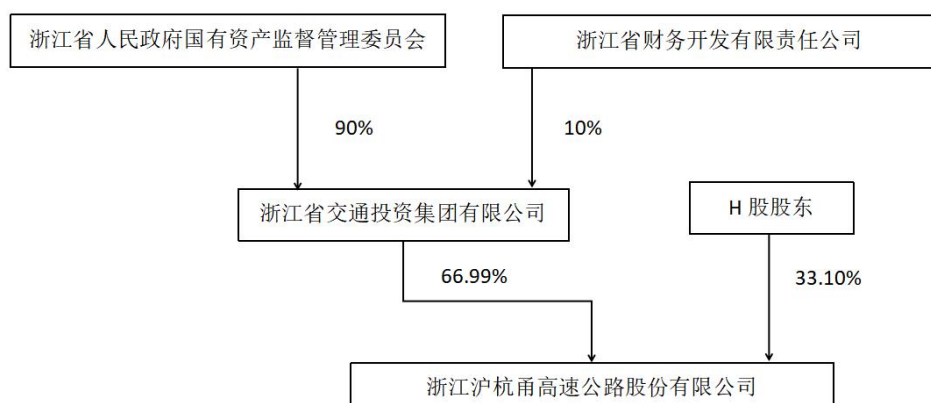 浙江省人民政府国有资产监督管理委员会
浙江省财务开发有限责任公司
90%
10%
浙江省交通投资集团有限公司
H 股股东
66.99%
33.10%
浙江沪杭甬高速公路股份有限公司